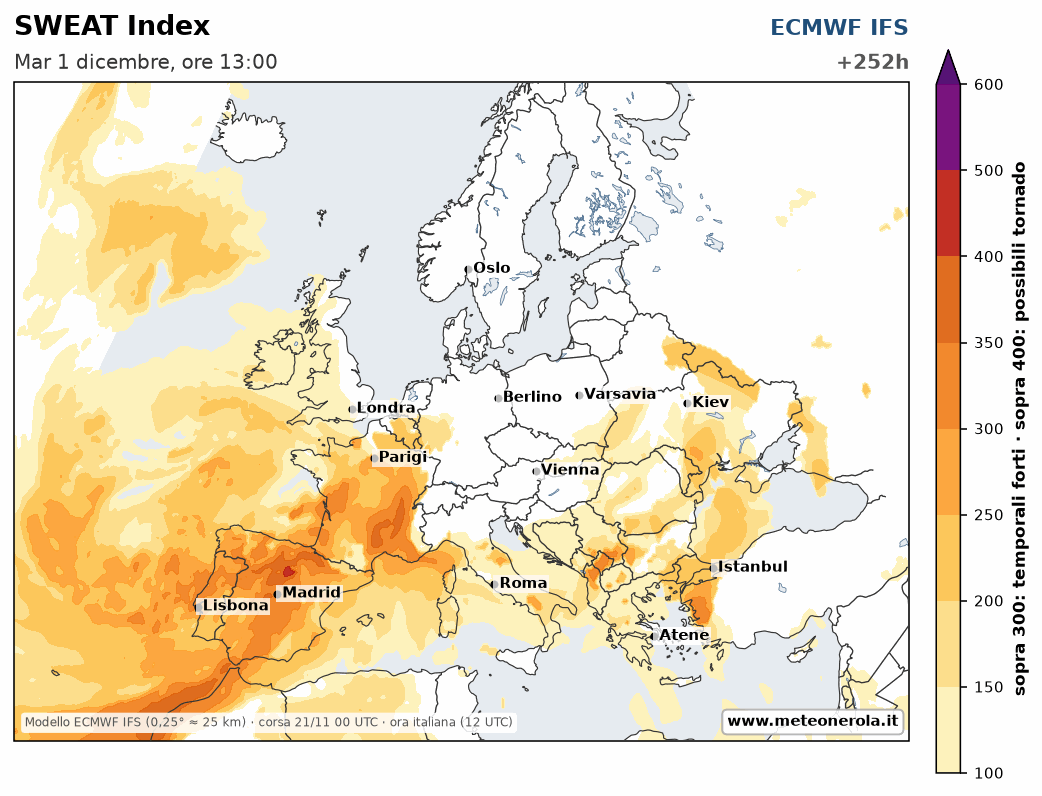 SWEAT Index
ECMWF IFS
Mar 1 dicembre, ore 13:00
+252h
Oslo
Berlino
Varsavia
Kiev
Londra
Parigi
Vienna
Istanbul
Roma
Madrid
Lisbona
Atene
Modello ECMWF IFS (0,25° ≈ 25 km) · corsa 21/11 00 UTC · ora italiana (12 UTC)
www.meteonerola.it
600
500
400
350
300
250
200
150
100
sopra 300: temporali forti · sopra 400: possibili tornado